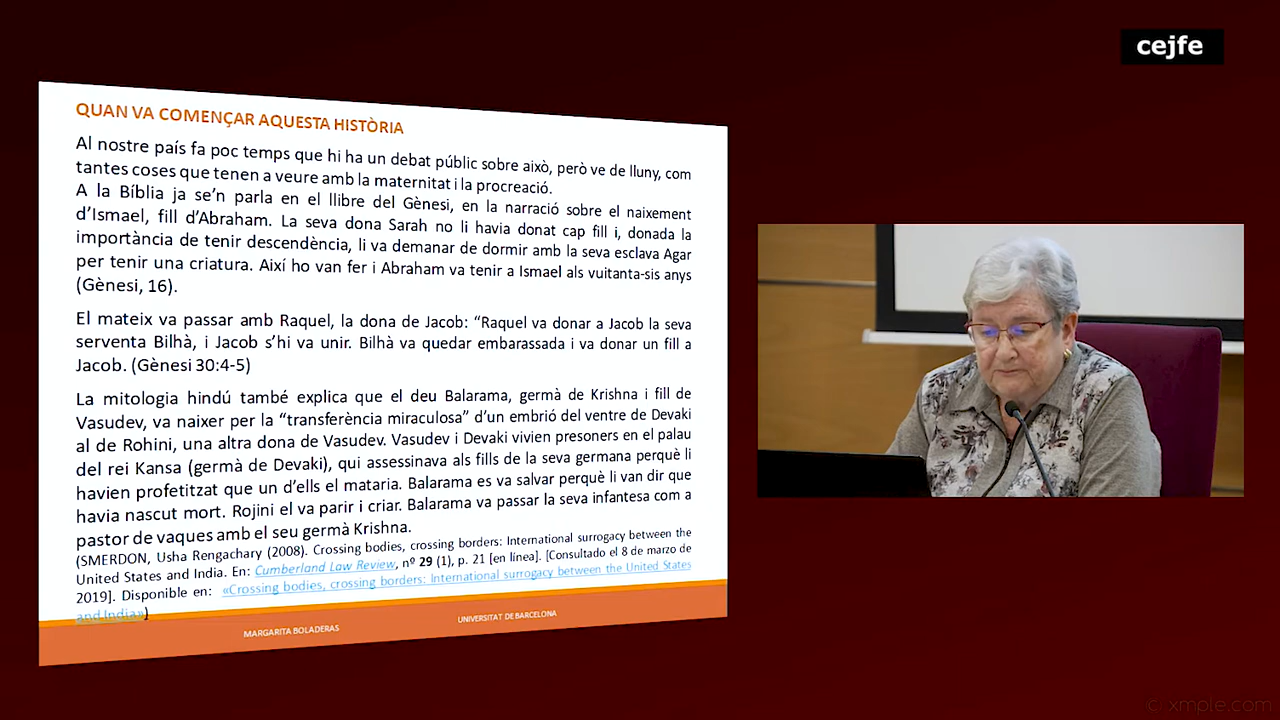 cejfe
QUAN VA COMENÇAR AQUESTA HISTÒRIA
Al nostre país fa poc temps que hi ha un debat públic sobre això, però ve de lluny, com
tantes coses que tenen a veure amb la maternitat i la procreació.
A la Bíblia ja se’n parla en el llibre del Gènesi, en la narració sobre el naixement
d’Ismael, fill d’Abraham. La seva dona Sarah no li havia donat cap fill i, donada la
importància de tenir descendència, li va demanar de dormir amb la seva esclava Agar
per tenir una criatura. Així ho van fer i Abraham va tenir a Ismael als vuitanta-sis anys
(Gènesi, 16).
El mateix va passar amb Raquel, la dona de Jacob: “Raquel va donar a Jacob la seva
serventa Bilhà, i Jacob s’hi va unir. Bilhà va quedar embarassada i va donar un fill a
Jacob. (Gènesi 30:4-5)
La mitologia hindú també explica que el deu Balarama, germà de Krishna i fill de
Vasudev, va naixer per la “transferència miraculosa” d’un embrió del ventre de Devaki
al de Rohini, una altra dona de Vasudev. Vasudev i Devaki vivien presoners en el palau
del rei Kansa (germà de Devaki), qui assessinava als fills de la seva germana perquè li
havien profetitzat que un d’ells el mataria. Balarama es va salvar perquè li van dir que
havia nascut mort. Rojini el va parir i criar. Balarama va passar la seva infantesa com a
pastor de vaques amb el seu germà Krishna.
(SMERDON, Usha Rengachary (2008). Crossing bodies, crossing borders: International surrogacy between the
United States and India. En: Cumberland Law Review, nº 29 (1), p. 21 [en línea]. [Consultado el 8 de marzo de
2019]. Disponible en: «Crossing bodies, crossing borders: International surrogacy between the United States
and India»)
MARGARITA BOLADERAS
UNIVERSITAT DE BARCELONA
© xmple.com